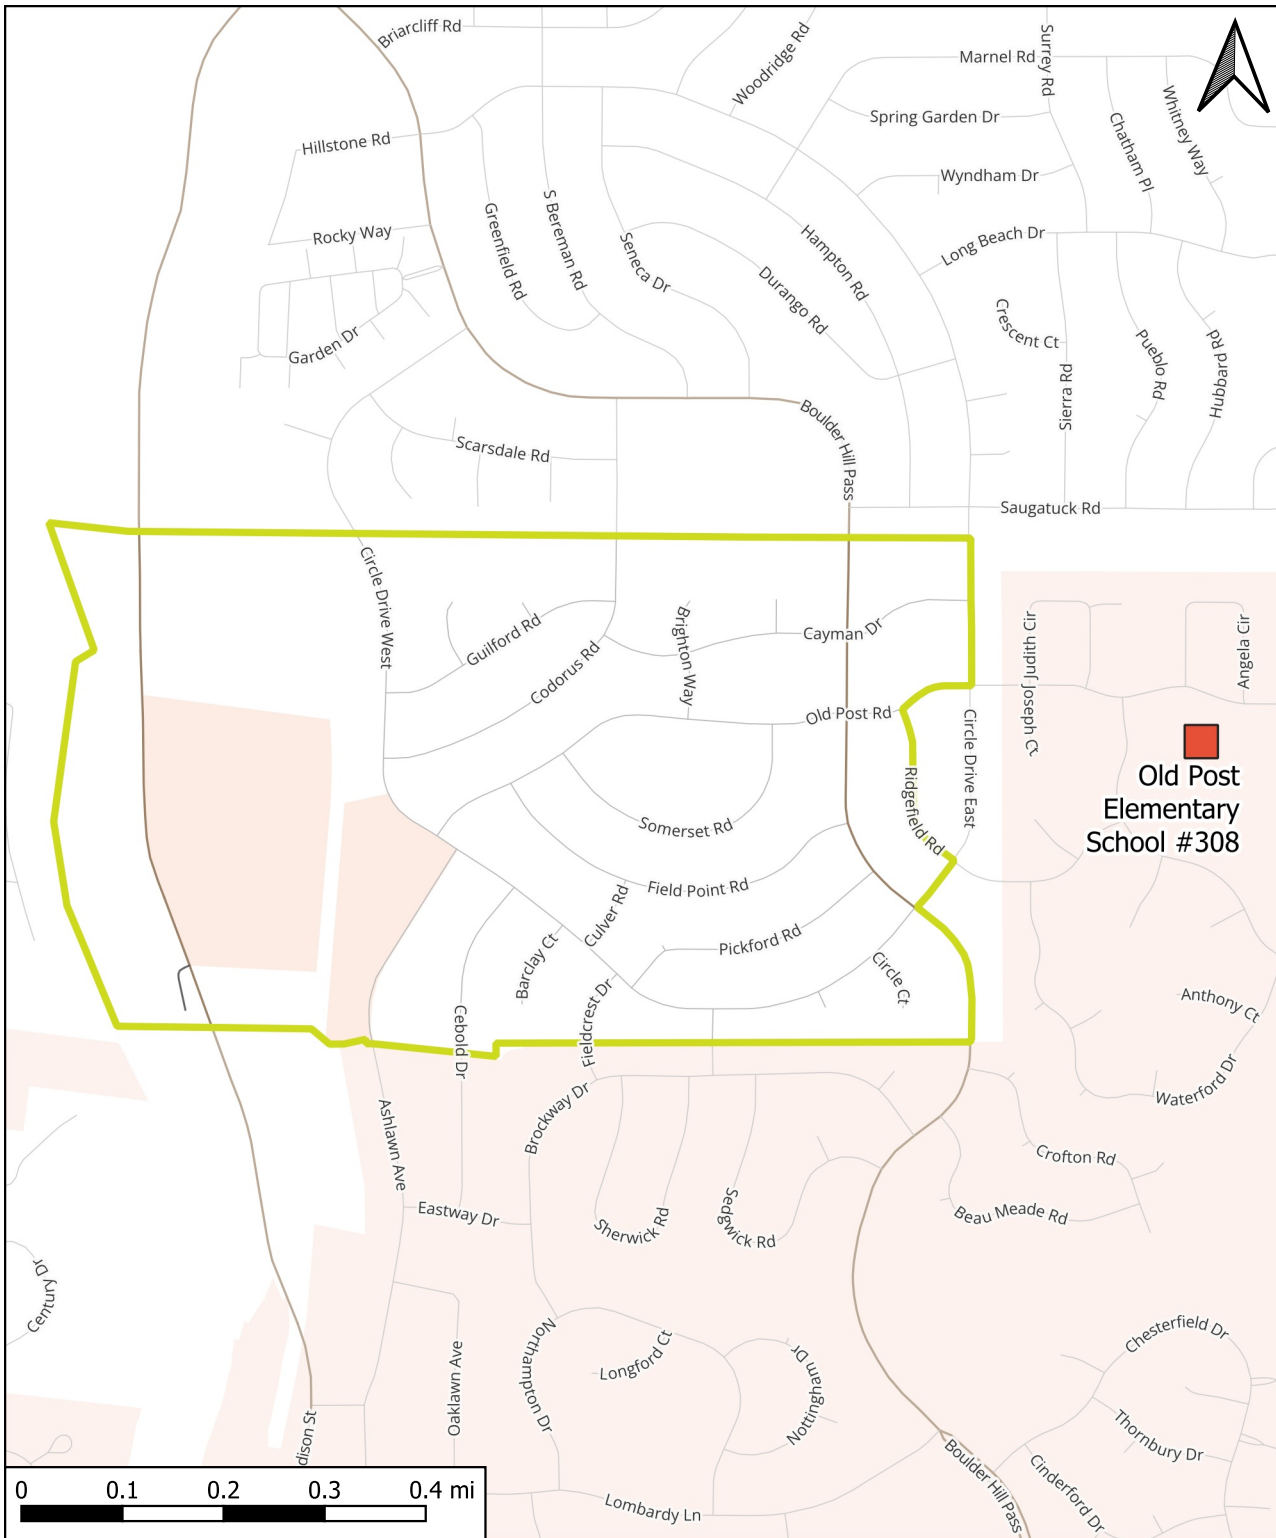 Briarcliff Rd
Woodridge Rd
Surrey Rd
Marnel Rd
Whitney Way
Spring Garden Dr
Chatham Pl
Hillstone Rd
Wyndham Dr
Greenfield Rd
S Bereman Rd
Rocky Way
Seneca Dr
Hampton Rd
Long Beach Dr
Durango Rd
Crescent Ct
Garden Dr
Pueblo Rd
Hubbard Rd
Sierra Rd
Boulder Hill Pass
Scarsdale Rd
Saugatuck Rd
Circle Drive West
Guilford Rd
Brighton Way
Cayman Dr
Judith Cir
Angela Cir
Codorus Rd
Joseph Ct
Old Post Rd
Circle Drive East
Ridgefield Rd
Old Post
Elementary
School #308
Somerset Rd
Field Point Rd
Culver Rd
Barclay Ct
Pickford Rd
Circle Ct
Fieldcrest Dr
Cebold Dr
Anthony Ct
Waterford Dr
Brockway Dr
Ashlawn Ave
Crofton Rd
Eastway Dr
Sherwick Rd
Sedgwick Rd
Beau Meade Rd
Century Dr
Northampton Dr
Longford Ct
Nottingham Dr
Chesterfield Dr
Oaklawn Ave
Thornbury Dr
dison St
Boulder Hill Pass
Cinderford Dr
Lombardy Ln
0 0.1 0.2 0.3 0.4 mi